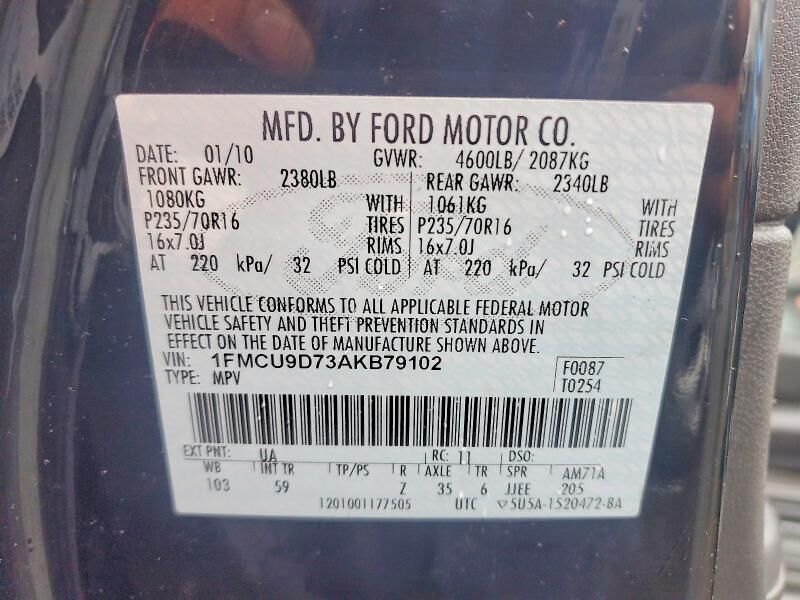 MFD. BY FORD MOTOR CO.
DATE: 01/10 GVWR: 4600LB/ 2087KG
FRONT GAWR: 2380LB REAR GAWR: 2340LB
1080KG WITH 1061KG WITH
P235/70R16 TIRES P235/70R16 TIRES
16x7.0J RIMS 16x7.0J RIMS
AT 220 kPa/ 32 PSI COLD AT 220 kPa/ 32 PSI COLD
THIS VEHICLE CONFORMS TO ALL APPLICABLE FEDERAL MOTOR
VEHICLE SAFETY AND THEFT PREVENTION STANDARDS IN
EFFECT ON THE DATE OF MANUFACTURE SHOWN ABOVE.
VIN: 1FMCU9D73AKB79102 F0087
TYPE: MPV T0254
EXT PNT: UA RC: 11 DSO:
WB INT TR TP/PS R AXLE TR SPR AM71A
103 59 Z 35 6 JJEE 205
1201001177505 UTC ▽5U5A-1520472-BA